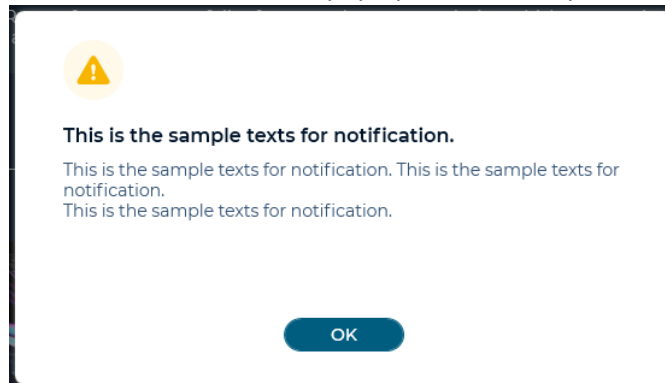 This is the sample texts for notification.
This is the sample texts for notification. This is the sample texts for
notification.
This is the sample texts for notification.
OK